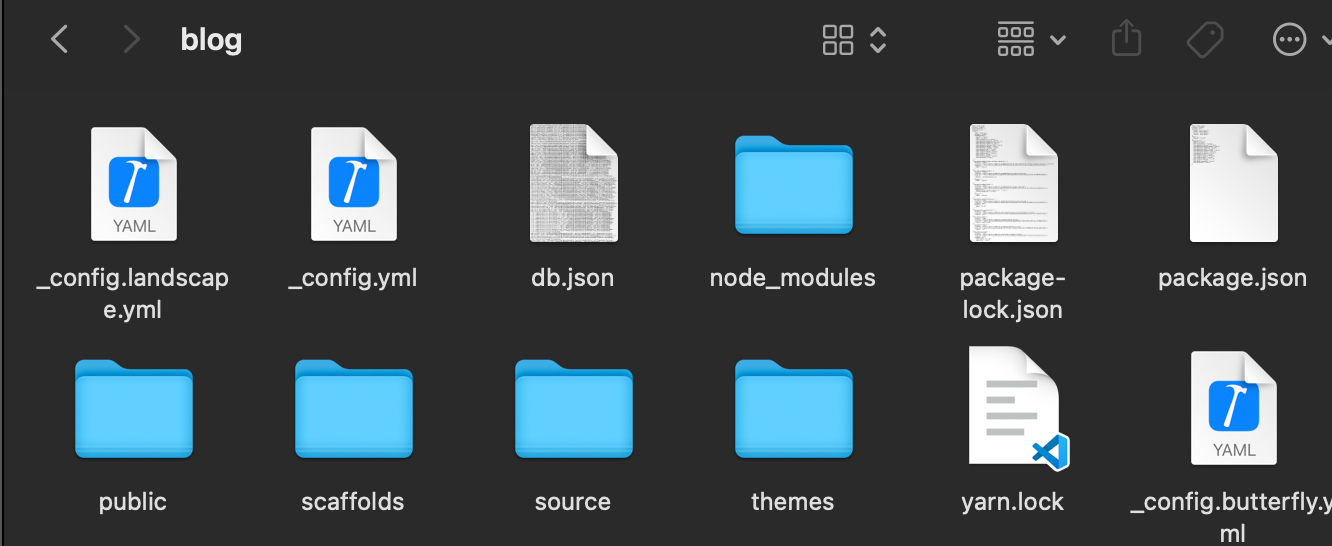 blog
YAML
YAML
_config.landscap
e.yml
_config.yml
db.json
node_modules
package-
lock.json
package.json
YAML
public
scaffolds
source
themes
yarn.lock
_config.butterfly.y
ml